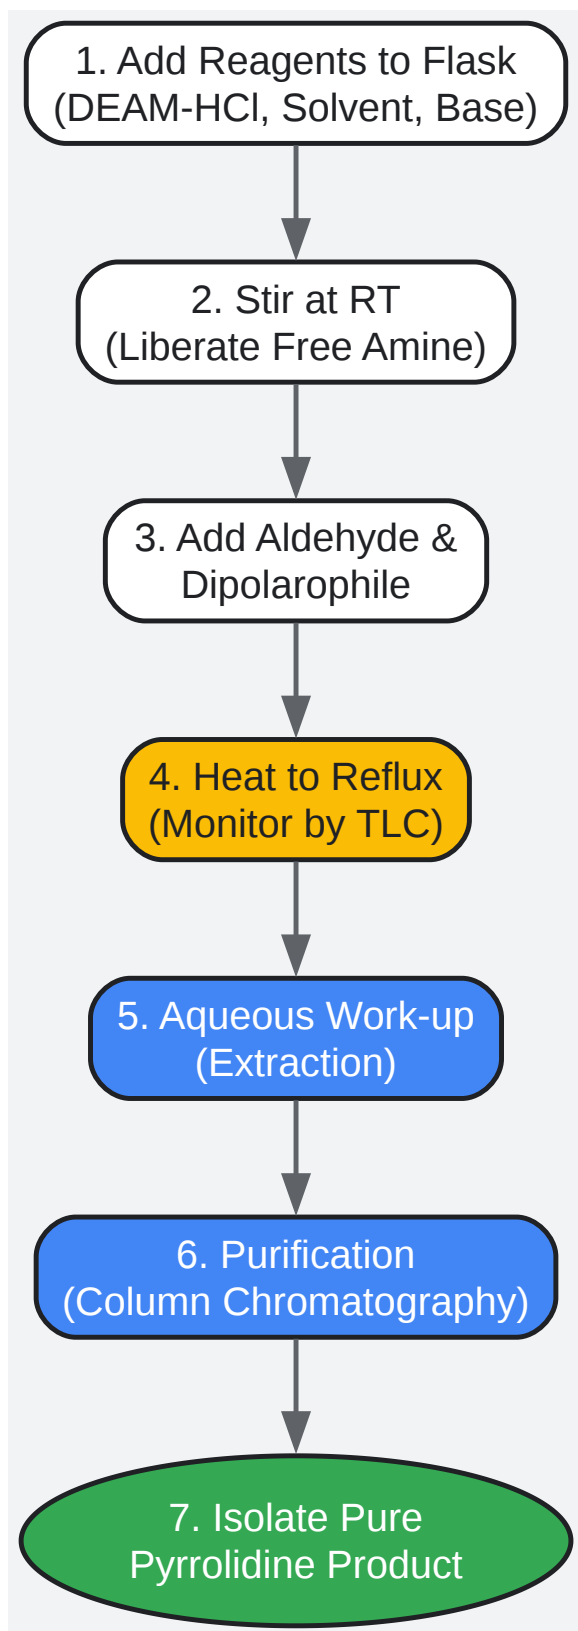 1. Add Reagents to Flask
(DEAM-HCl, Solvent, Base)
2. Stir at RT
(Liberate Free Amine)
3. Add Aldehyde &
Dipolarophile
4. Heat to Reflux
(Monitor by TLC)
5. Aqueous Work-up
(Extraction)
6. Purification
(Column Chromatography)
7. Isolate Pure
Pyrrolidine Product